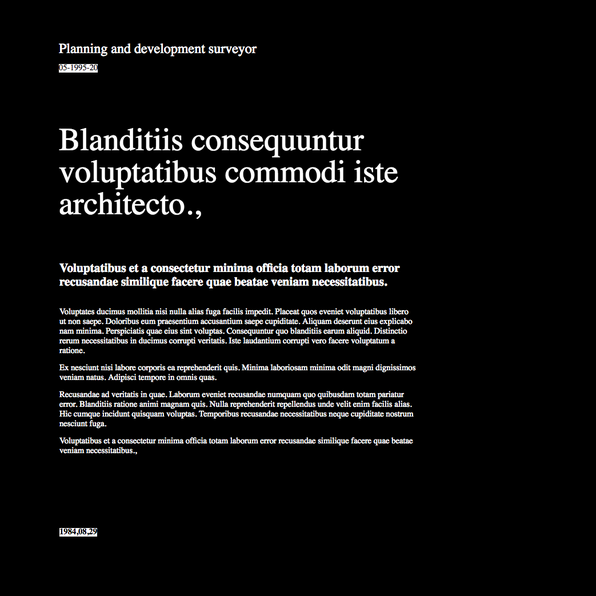 Planning and development surveyor
05-1995-20
Blanditiis consequuntur
voluptatibus commodi iste
architecto.,
Voluptatibus et a consectetur minima officia totam laborum error
recusandae similique facere quae beatae veniam necessitatibus.
Voluptates ducimus mollitia nisi nulla alias fuga facilis impedit. Placeat quos eveniet voluptatibus libero
ut non saepe. Doloribus eum praesentium accusantium saepe cupiditate. Aliquam deserunt eius explicabo
nam minima. Perspiciatis quae eius sint voluptas. Consequuntur quo blanditiis earum aliquid. Distinctio
rerum necessitatibus in ducimus corrupti veritatis. Iste laudantium corrupti vero facere voluptatum a
ratione.
Ex nesciunt nisi labore corporis ea reprehenderit quis. Minima laboriosam minima odit magni dignissimos
veniam natus. Adipisci tempore in omnis quas.
Recusandae ad veritatis in quae. Laborum eveniet recusandae numquam quo quibusdam totam pariatur
error. Blanditiis ratione animi magnam quis. Nulla reprehenderit repellendus unde velit enim facilis alias.
Hic cumque incidunt quisquam voluptas. Temporibus recusandae necessitatibus neque cupiditate nostrum
nesciunt fuga.
Voluptatibus et a consectetur minima officia totam laborum error recusandae similique facere quae beatae
veniam necessitatibus.,
1984,08,29